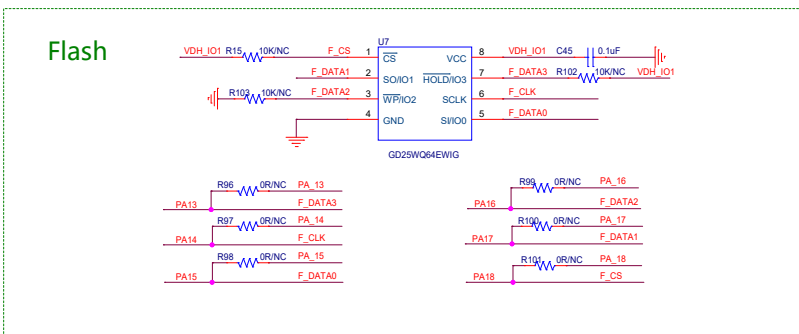 Flash
U7
VDH_IO1 R15 10K/NC F_CS 1 CS VCC 8 VDH_IO1 C45 0.1uF
F_DATA1 2 SO/IO1 HOLD/IO3 7 F_DATA3 R102 10K/NC VDH_IO1
R103 10K/NC F_DATA2 3 WP/IO2 SCLK 6 F_CLK
4 GND SI/IO0 5 F_DATA0
GD25WQ64EWIG
R96 0R/NC PA_13
PA13 F_DATA3
R97 0R/NC PA_14
PA14 F_CLK
R98 0R/NC PA_15
PA15 F_DATA0
R99 0R/NC PA_16
PA16 F_DATA2
R100 0R/NC PA_17
PA17 F_DATA1
R101 0R/NC PA_18
PA18 F_CS